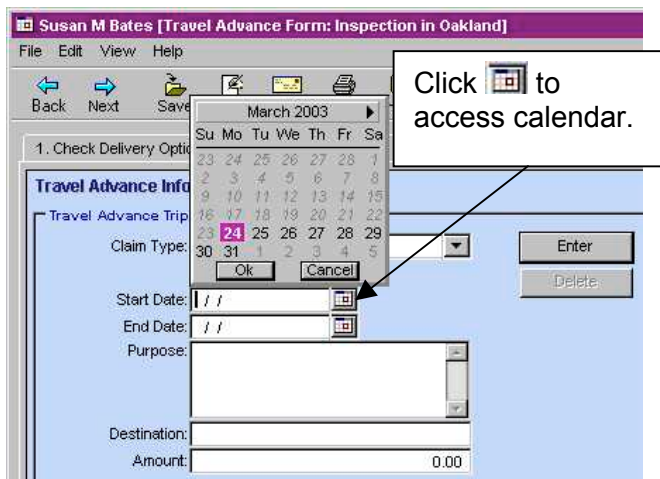 Susan M Bates [Travel Advance Form: Inspection in Oakland]
File Edit View Help
Back Next Save
Click to
access calendar.
March 2003
Su Mo Tu We Th Fr Sa
23 24 25 26 27 28 1
2 3 4 5 6 7 8
9 10 11 12 13 14 15
16 17 18 19 20 21 22
23 24 25 26 27 28 29
30 31 1 2 3 4 5
Ok Cancel
1. Check Delivery Optic
Travel Advance Info
Travel Advance Trip
Claim Type:
Enter
Delete
Start Date: / /
End Date: / /
Purpose:
Destination:
Amount: 0.00